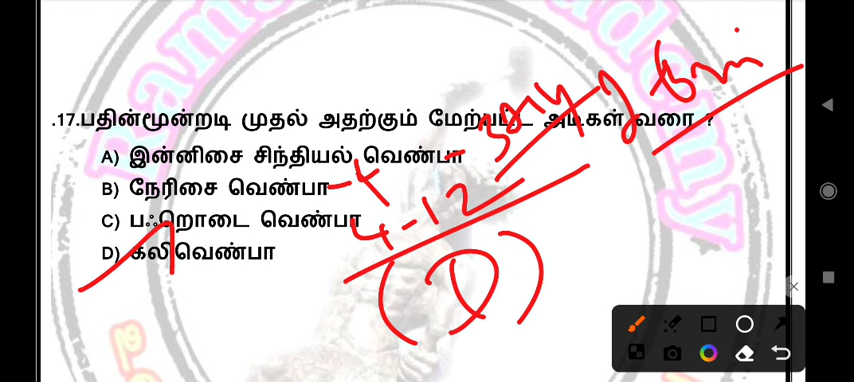 .17.பதின்மூன்றடி முதல் அதற்கும் மேற்பட்ட அடிகள் வரை ?
A) இன்னிசை சிந்தியல் வெண்பா
B) நேரிசை வெண்பா - 4
C) பஃறொடை வெண்பா 4-12
D) கலிவெண்பா
(D)